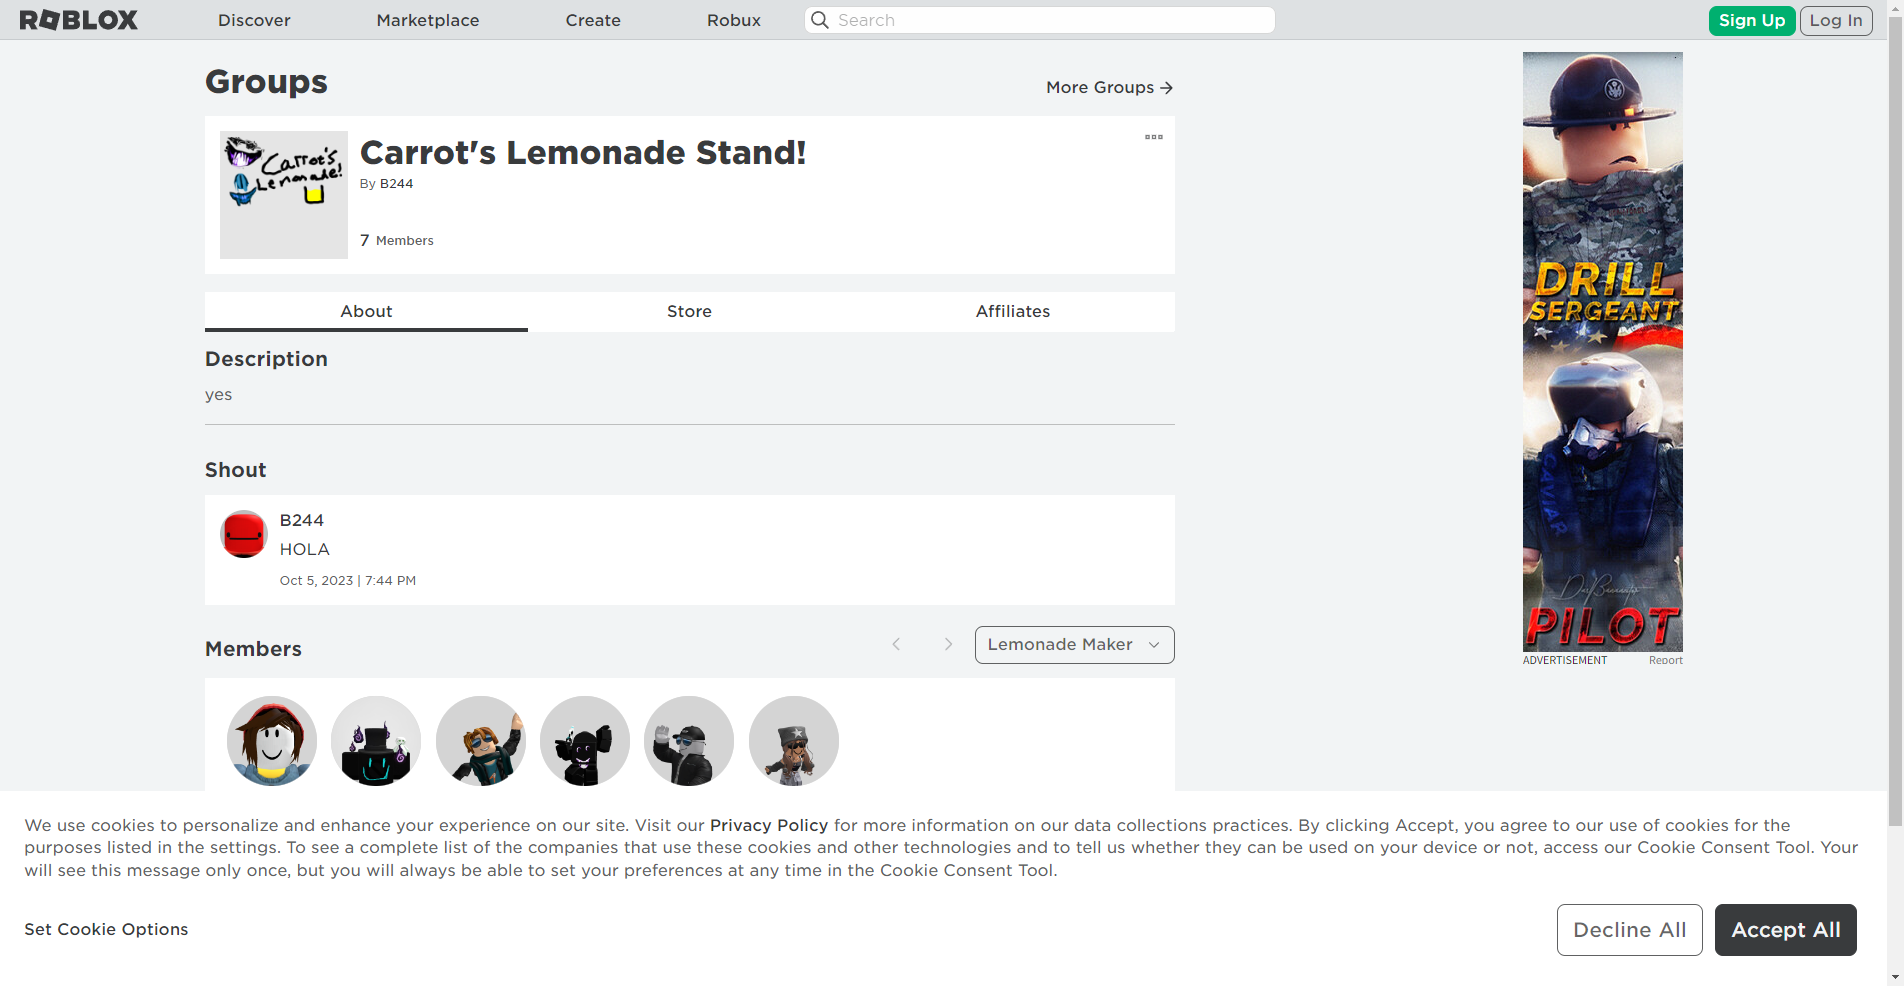 ROBLOX
Discover
Marketplace
Create
Robux
Search
Sign Up
Log In
Groups
More Groups
Carrot's
Lemonade!
Carrot's Lemonade Stand!
By B244
7 Members
About
Store
Affiliates
Description
yes
Shout
B244
HOLA
Oct 5, 2023 | 7:44 PM
Members
Lemonade Maker
DRILL
SERGEANT
CAVIAR
PILOT
ADVERTISEMENT
Report
We use cookies to personalize and enhance your experience on our site. Visit our Privacy Policy for more information on our data collections practices. By clicking Accept, you agree to our use of cookies for the
purposes listed in the settings. To see a complete list of the companies that use these cookies and other technologies and to tell us whether they can be used on your device or not, access our Cookie Consent Tool. Your
will see this message only once, but you will always be able to set your preferences at any time in the Cookie Consent Tool.
Set Cookie Options
Decline All
Accept All